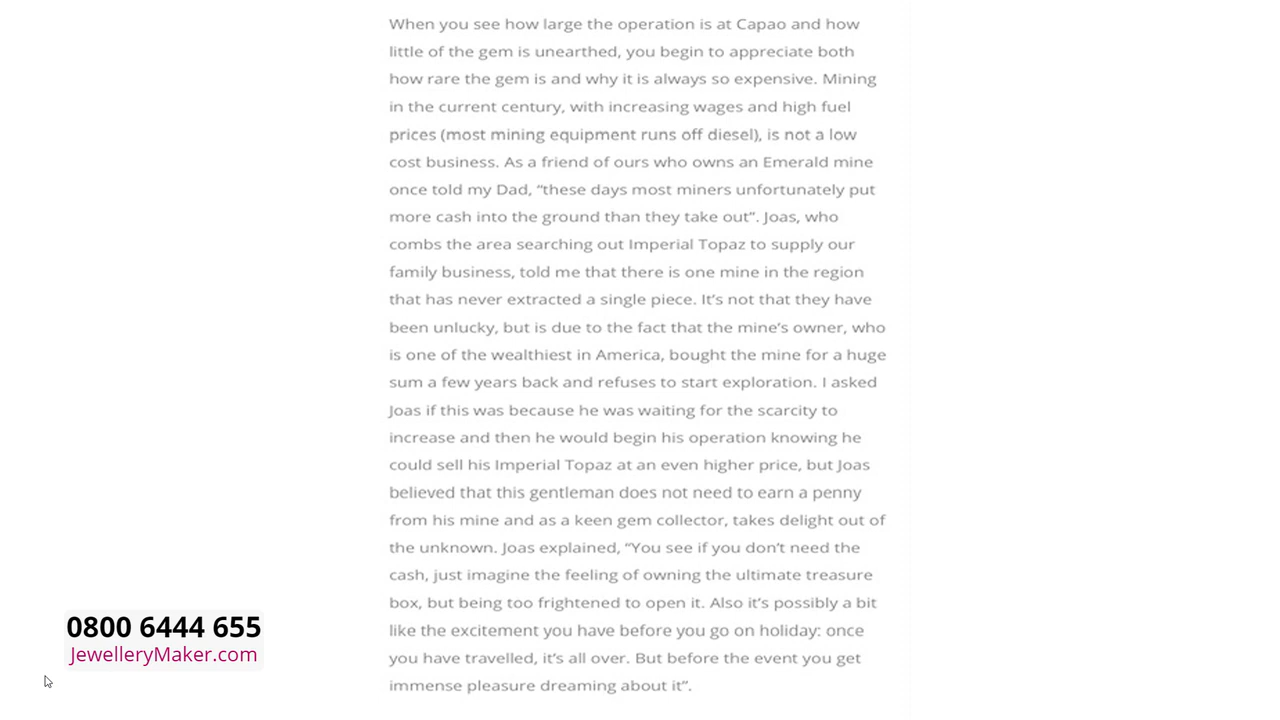 When you see how large the operation is at Capao and how
little of the gem is unearthed, you begin to appreciate both
how rare the gem is and why it is always so expensive. Mining
in the current century, with increasing wages and high fuel
prices (most mining equipment runs off diesel), is not a low
cost business. As a friend of ours who owns an Emerald mine
once told my Dad, “these days most miners unfortunately put
more cash into the ground than they take out”. Joas, who
combs the area searching out Imperial Topaz to supply our
family business, told me that there is one mine in the region
that has never extracted a single piece. It’s not that they have
been unlucky, but is due to the fact that the mine’s owner, who
is one of the wealthiest in America, bought the mine for a huge
sum a few years back and refuses to start exploration. I asked
Joas if this was because he was waiting for the scarcity to
increase and then he would begin his operation knowing he
could sell his Imperial Topaz at an even higher price, but Joas
believed that this gentleman does not need to earn a penny
from his mine and as a keen gem collector, takes delight out of
the unknown. Joas explained, “You see if you don’t need the
cash, just imagine the feeling of owning the ultimate treasure
box, but being too frightened to open it. Also it’s possibly a bit
like the excitement you have before you go on holiday: once
you have travelled, it’s all over. But before the event you get
immense pleasure dreaming about it”.
0800 6444 655
JewelleryMaker.com